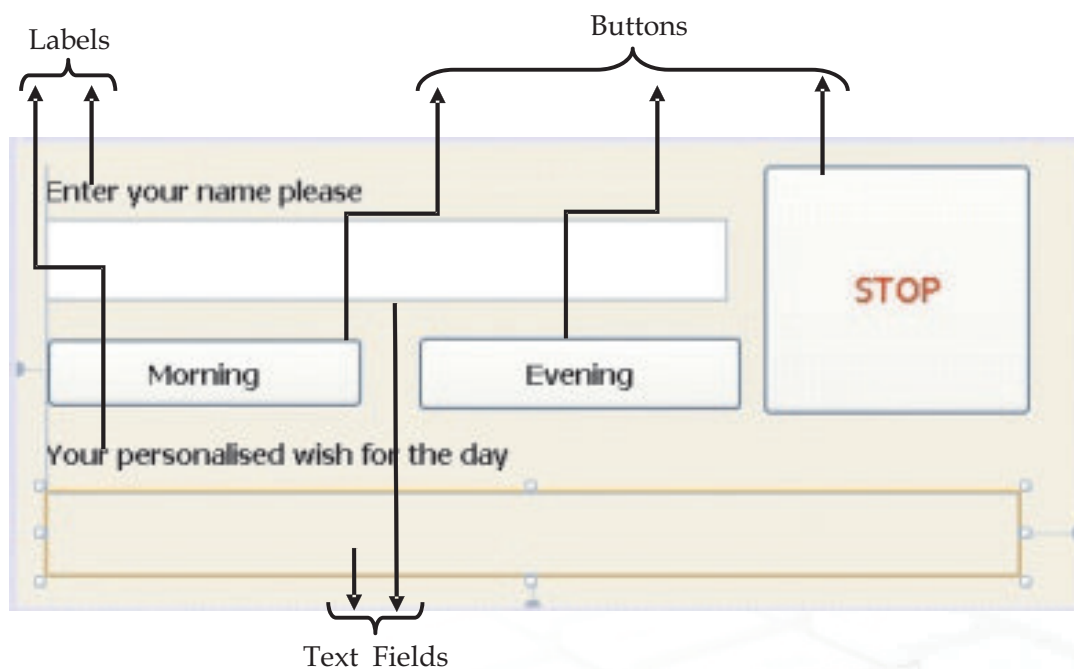 Labels
Buttons
Enter your name please
STOP
Morning
Evening
Your personalised wish for the day
Text Fields